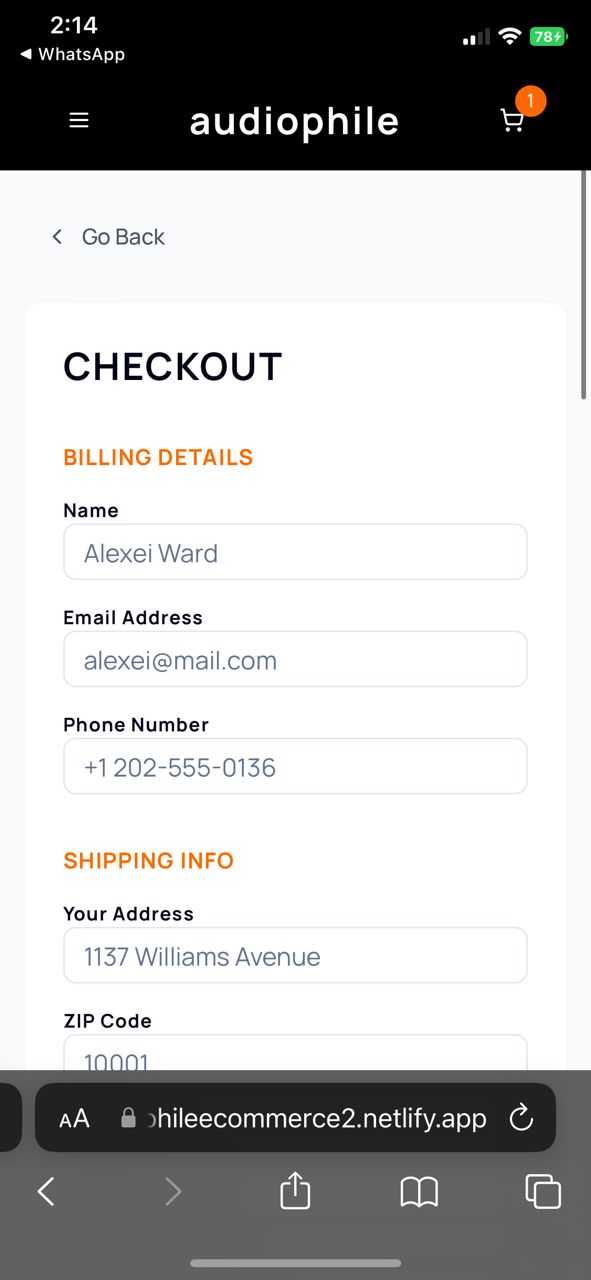 2:14
◀ WhatsApp
78
audiophile
1
Go Back
CHECKOUT
BILLING DETAILS
Name
Alexei Ward
Email Address
alexei@mail.com
Phone Number
+1 202-555-0136
SHIPPING INFO
Your Address
1137 Williams Avenue
ZIP Code
10001
AA
hileecommerce2.netlify.app